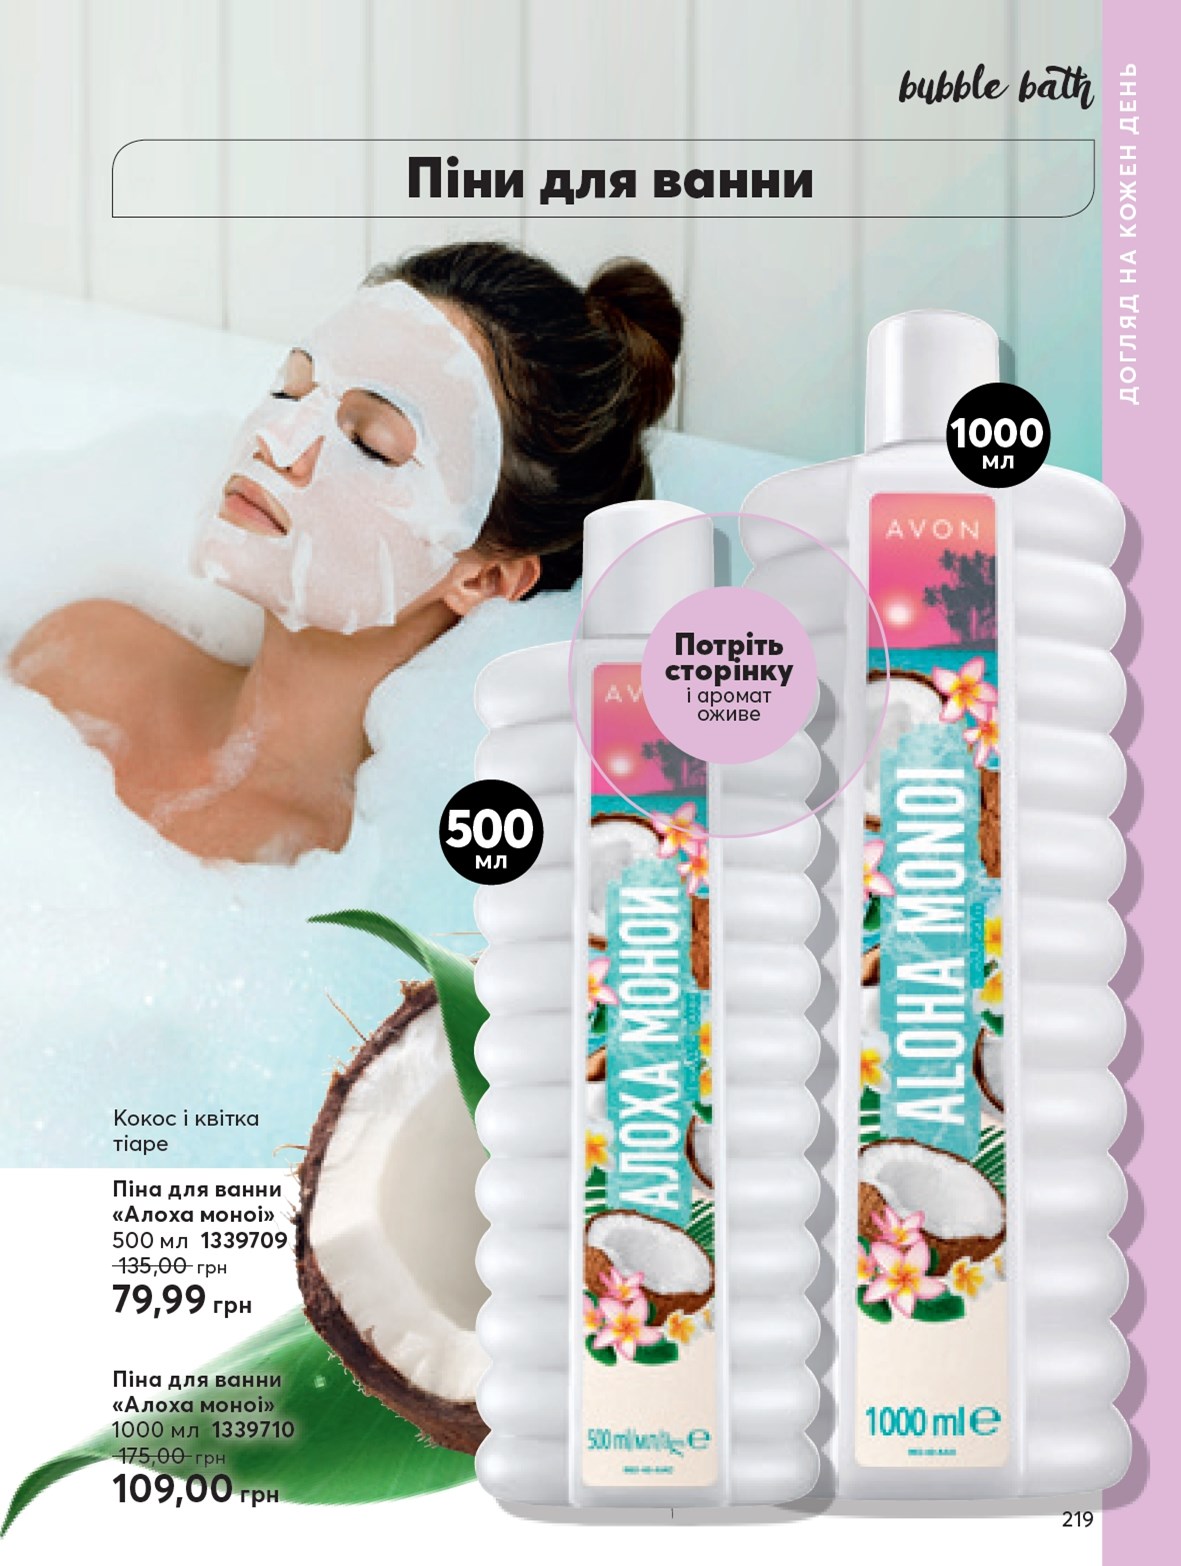 bubble bath
Піни для ванни
ДОГЛЯД НА КОЖЕН ДЕНЬ
1000
МЛ
AVON
Потріть
сторінку
і аромат
оживе
AV
500
МЛ
АЛОХА МОНОИ
ALOHA MONOI
Кокос і квітка
тіаре
Піна для ванни
«Алоха моної»
500 мл 1339709
135,00 грн
79,99 грн
Піна для ванни
«Алоха моної»
1000 мл 1339710
175,00 грн
109,00 грн
500 ml/мл/
1000 ml e
219